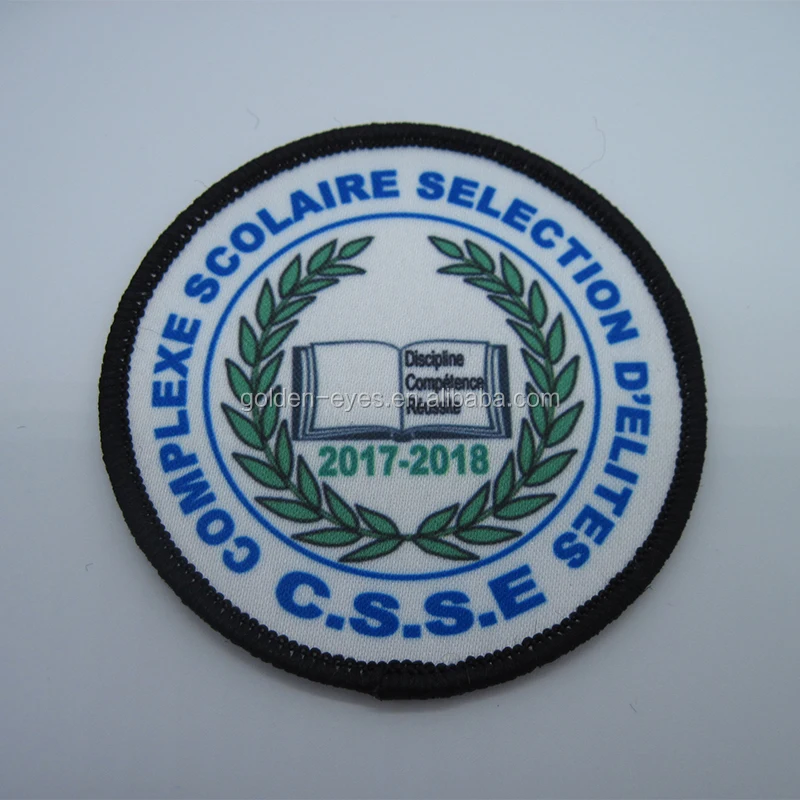 COMPLEXE SCOLAIRE SELECTION D'ELITES
Discipline
Compétence
Réussite
golden-eyes.en.alibaba.com
2017-2018
C.S.S.E